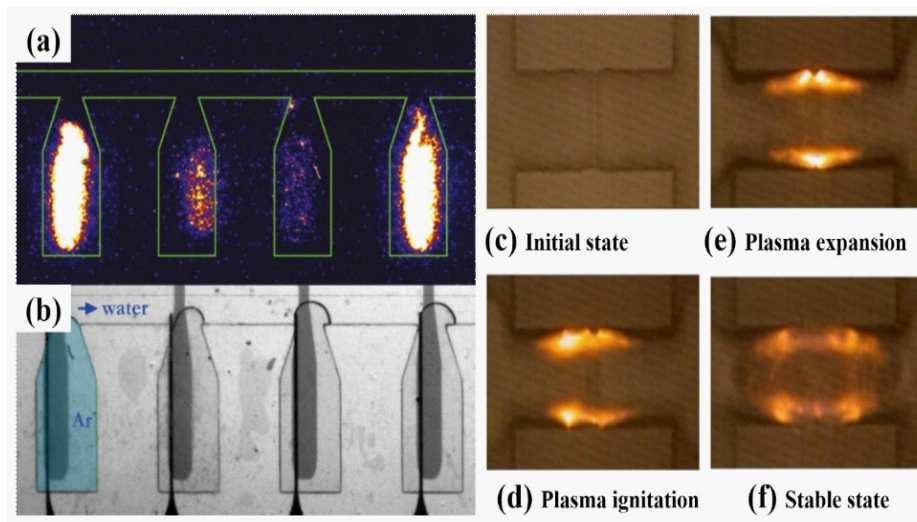 (a)
(b)
water
Ar
(c) Initial state
(e) Plasma expansion
(d) Plasma ignitation
(f) Stable state